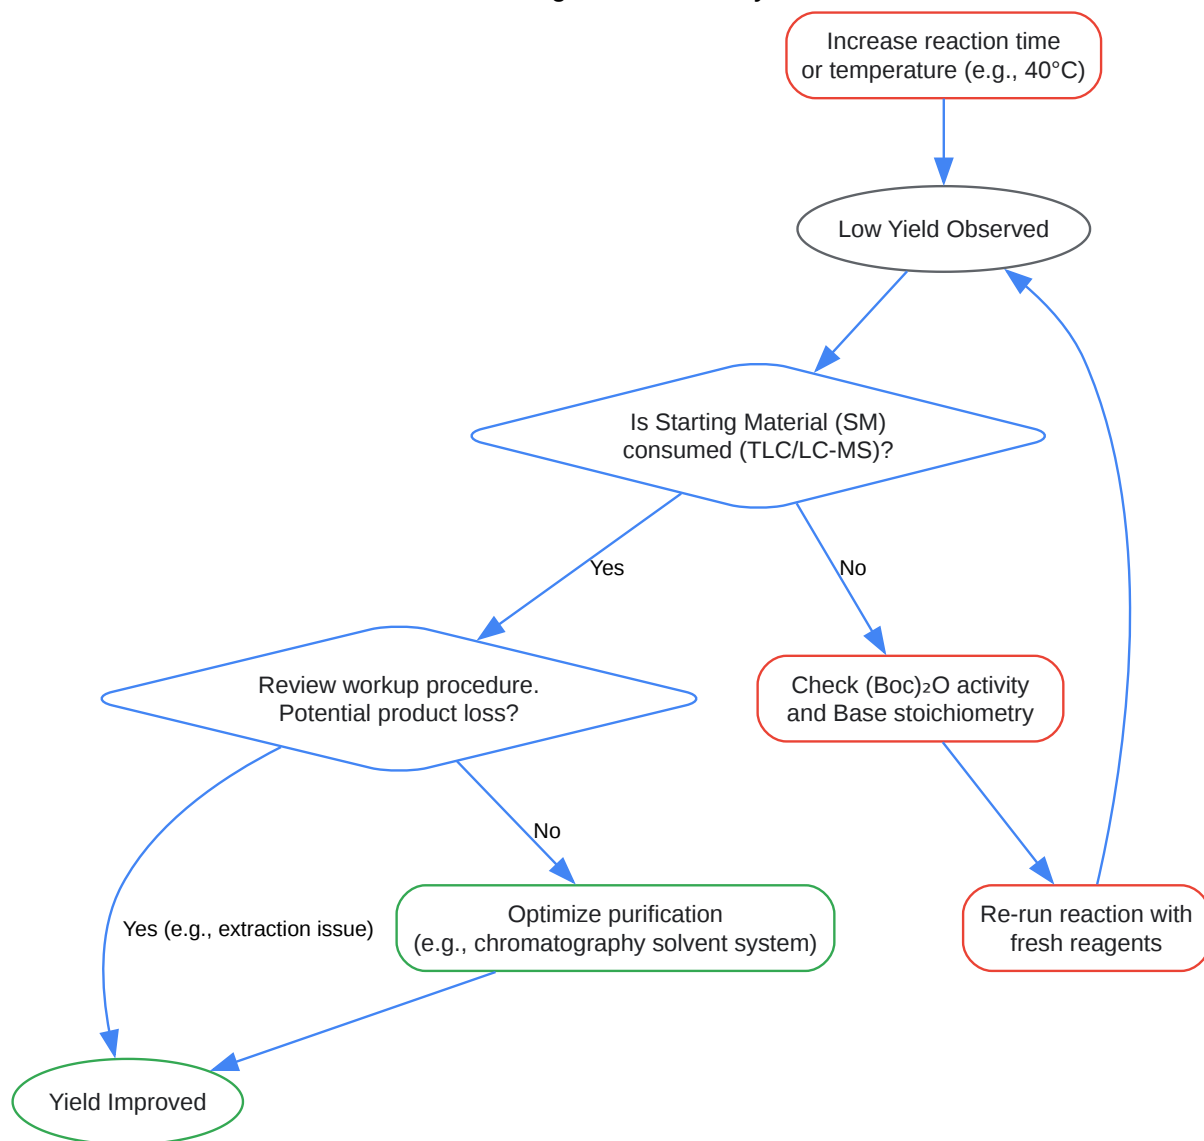 Increase reaction time
or temperature (e.g., 40°C)
Low Yield Observed
Is Starting Material (SM)
consumed (TLC/LC-MS)?
Yes
No
Review workup procedure.
Potential product loss?
Check (Boc)₂O activity
and Base stoichiometry
No
Yes (e.g., extraction issue)
Optimize purification
(e.g., chromatography solvent system)
Re-run reaction with
fresh reagents
Yield Improved